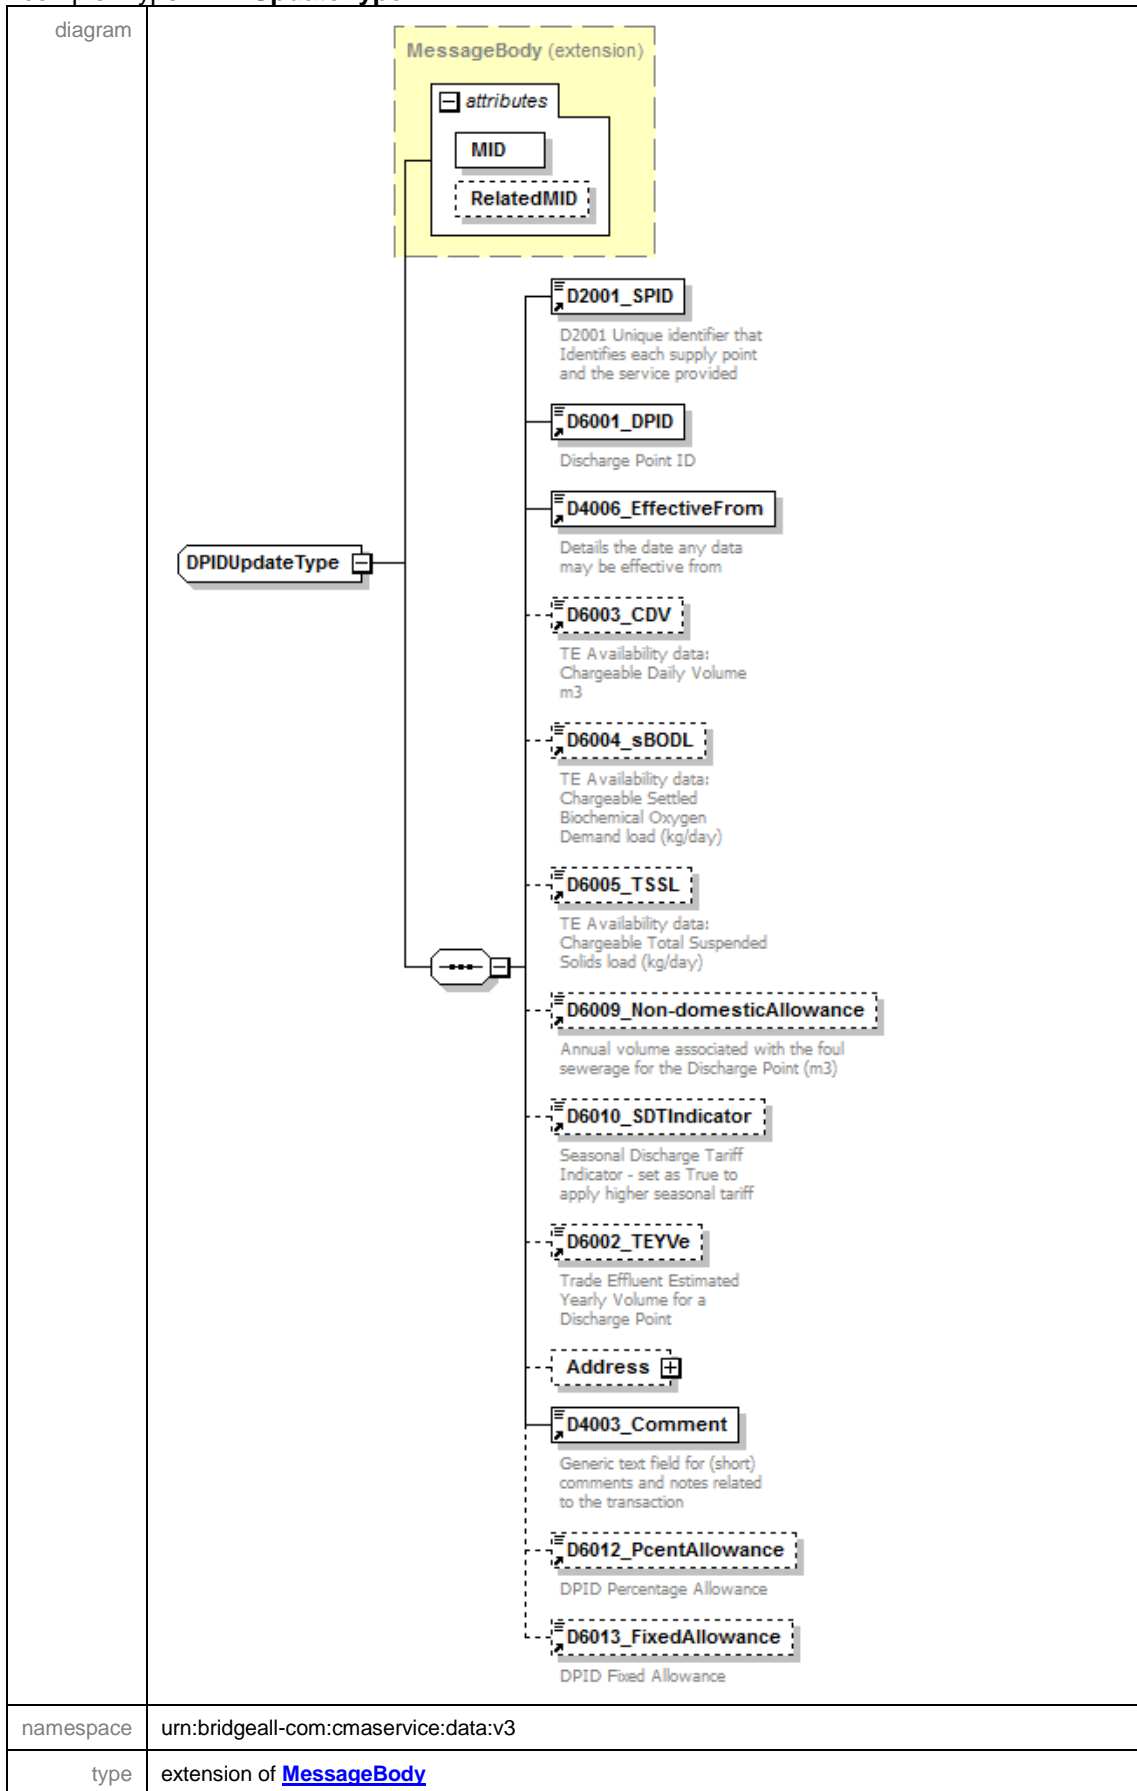 diagram
MessageBody (extension)
attributes
MID
RelatedMID
D2001_SPID
D2001 Unique identifier that
Identifies each supply point
and the service provided
D6001_DPID
Discharge Point ID
D4006_EffectiveFrom
Details the date any data
may be effective from
DPIDUpdateType
D6003_CDV
TE Availability data:
Chargeable Daily Volume
m3
D6004_sBODL
TE Availability data:
Chargeable Settled
Biochemical Oxygen
Demand load (kg/day)
D6005_TSSL
TE Availability data:
Chargeable Total Suspended
Solids load (kg/day)
D6009_Non-domesticAllowance
Annual volume associated with the foul
sewerage for the Discharge Point (m3)
D6010_SDTIndicator
Seasonal Discharge Tariff
Indicator - set as True to
apply higher seasonal tariff
D6002_TEYVe
Trade Effluent Estimated
Yearly Volume for a
Discharge Point
Address
D4003_Comment
Generic text field for (short)
comments and notes related
to the transaction
D6012_PcentAllowance
DPID Percentage Allowance
D6013_FixedAllowance
DPID Fixed Allowance
namespace urn:bridgeall-com:cmaservice:data:v3
type extension of MessageBody